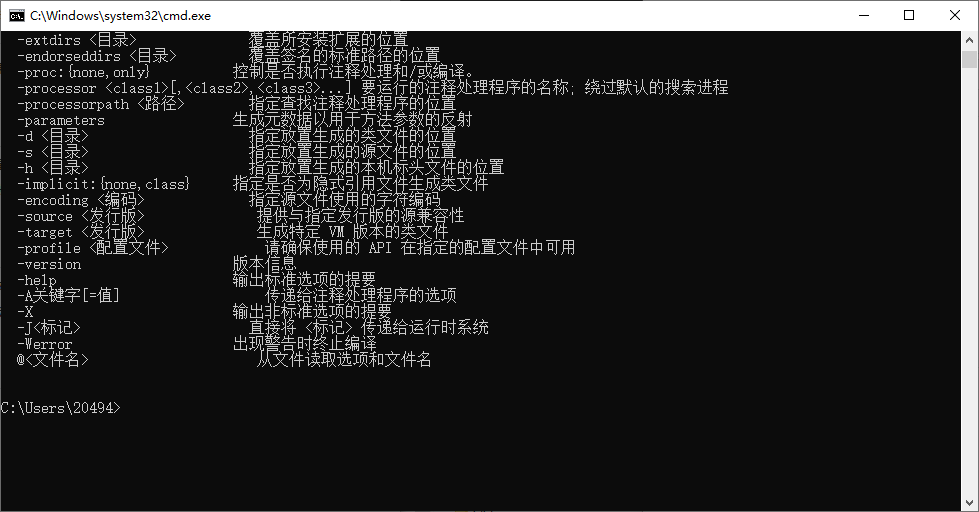 C:\Windows\system32\cmd.exe
-extdirs <目录> 覆盖所安装扩展的位置
-endorseddirs <目录> 覆盖签名的标准路径的位置
-proc:{none,only} 控制是否执行注释处理和/或编译。
-processor <class1>[,<class2>,<class3>...] 要运行的注释处理程序的名称; 绕过默认的搜索进程
-processorpath <路径> 指定查找注释处理程序的位置
-parameters 生成元数据以用于方法参数的反射
-d <目录> 指定放置生成的类文件的位置
-s <目录> 指定放置生成的源文件的位置
-h <目录> 指定放置生成的本机标头文件的位置
-implicit:{none,class} 指定是否为隐式引用文件生成类文件
-encoding <编码> 指定源文件使用的字符编码
-source <发行版> 提供与指定发行版的源兼容性
-target <发行版> 生成特定 VM 版本的类文件
-profile <配置文件> 请确保使用的 API 在指定的配置文件中可用
-version 版本信息
-help 输出标准选项的提要
-A关键字[=值] 传递给注释处理程序的选项
-X 输出非标准选项的提要
-J<标记> 直接将 <标记> 传递给运行时系统
-Werror 出现警告时终止编译
@<文件名> 从文件读取选项和文件名
C:\Users\20494>